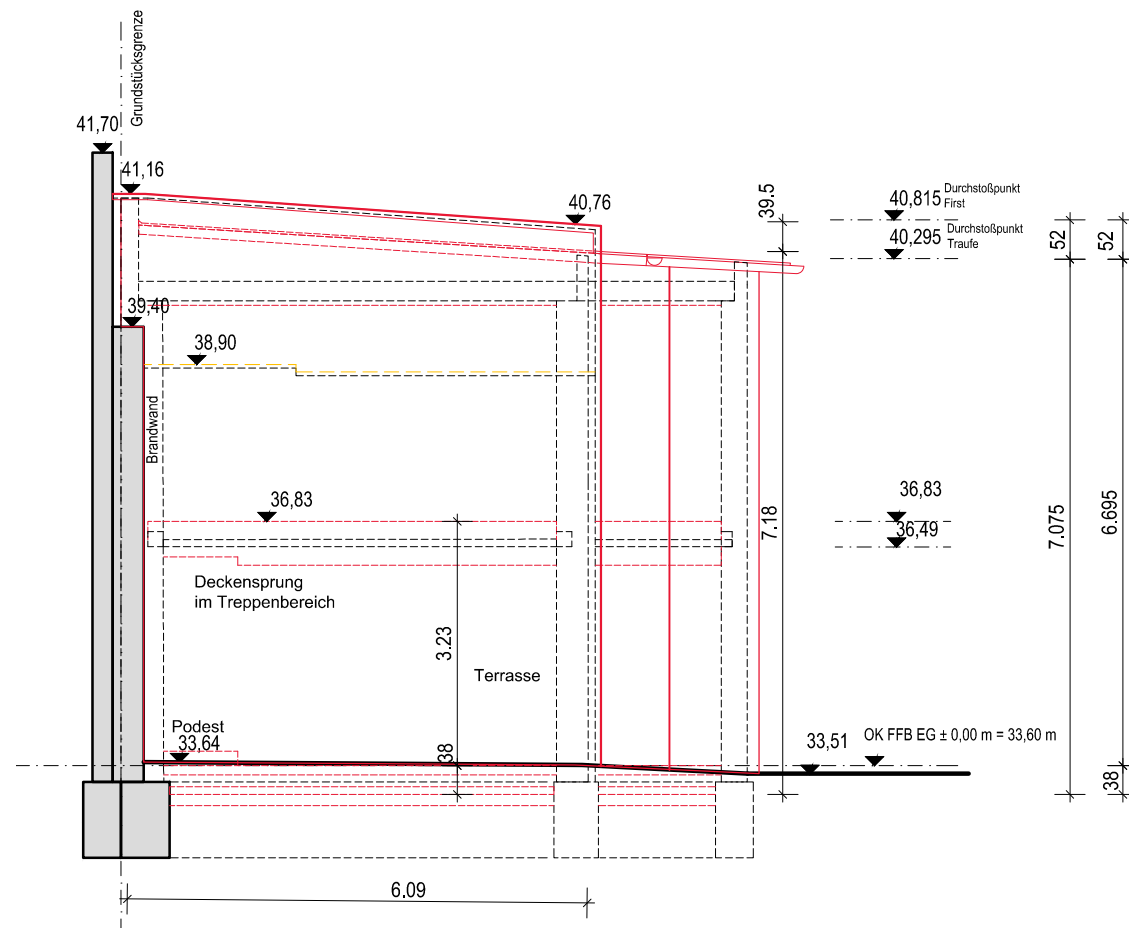 Grundstücksgrenze
41,70
41,16
40,76
39.5
40,815 Durchstoßpunkt
First
40,295 Durchstoßpunkt
Traufe
52
52
39,40
38,90
Brandwand
36,83
36,83
36,49
7.18
7.075
6.695
Deckensprung
im Treppenbereich
3.23
Terrasse
Podest
33,64
38
33,51
OK FFB EG ± 0,00 m = 33,60 m
38
6.09